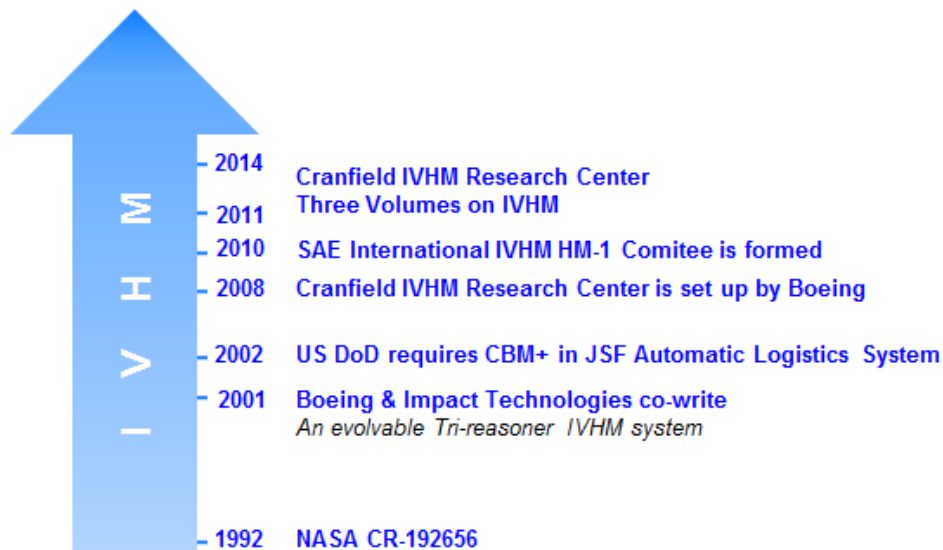 2014
Cranfield IVHM Research Center
Three Volumes on IVHM
2011
2010 SAE International IVHM HM-1 Comitee is formed
2008 Cranfield IVHM Research Center is set up by Boeing
2002 US DoD requires CBM+ in JSF Automatic Logistics System
2001 Boeing & Impact Technologies co-write
An evolvable Tri-reasoner IVHM system
1992 NASA CR-192656
I V H M